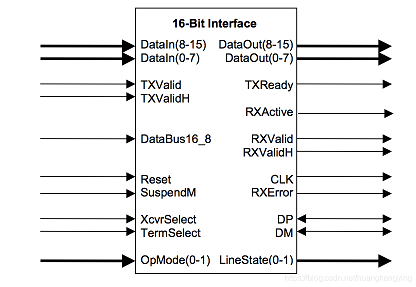 16-Bit Interface
DataIn(8-15) DataOut(8-15)
DataIn(0-7) DataOut(0-7)
TXValid TXReady
TXValidH
RXActive
DataBus16_8 RXValid
RXValidH
Reset CLK
SuspendM RXError
XcvrSelect DP
TermSelect DM
OpMode(0-1) LineState(0-1)